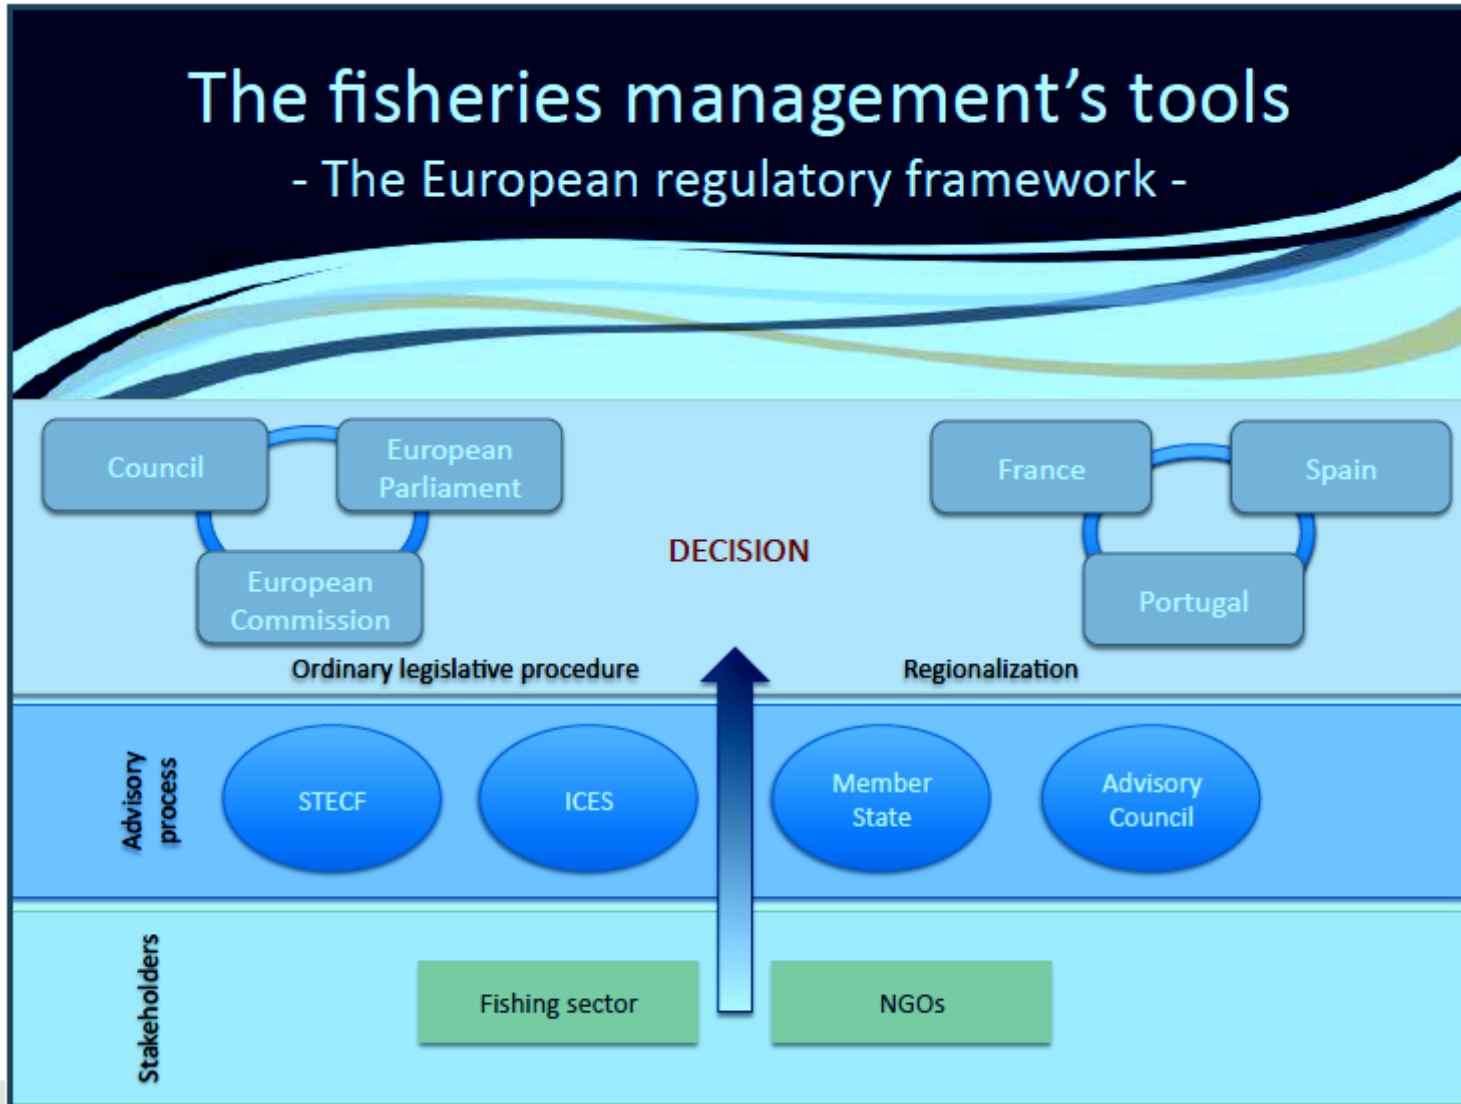 The fisheries management’s tools
- The European regulatory framework -
Council
European
Parliament
European
Commission
France
Spain
Portugal
DECISION
Ordinary legislative procedure
Regionalization
Advisory
process
STECF
ICES
Member
State
Advisory
Council
Stakeholders
Fishing sector
NGOs